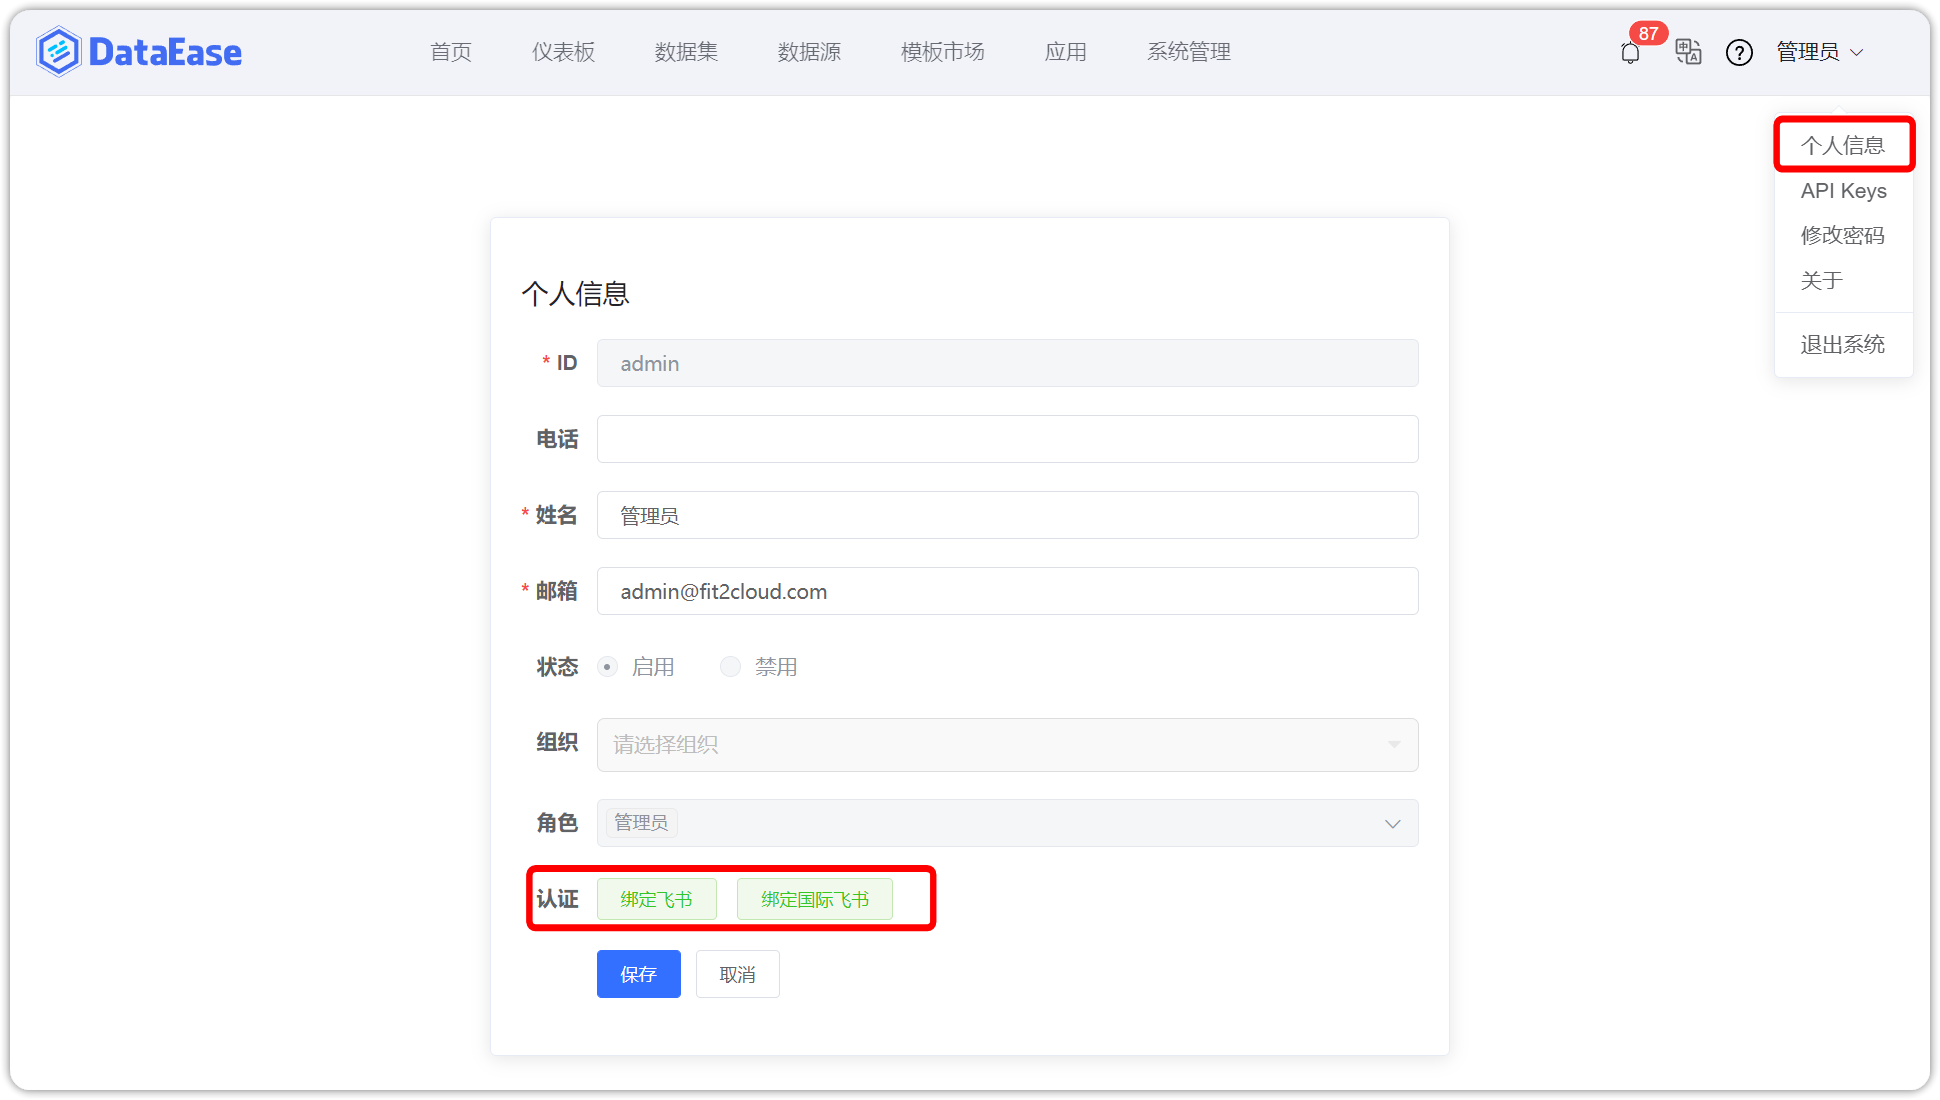 DataEase
首页 仪表板 数据集 数据源 模板市场 应用 系统管理
87
中 A
?
管理员
个人信息
API Keys
修改密码
关于
退出系统
个人信息
* ID admin
电话
* 姓名 管理员
* 邮箱 admin@fit2cloud.com
状态 启用 禁用
组织 请选择组织
角色 管理员
认证 绑定飞书 绑定国际飞书
保存 取消